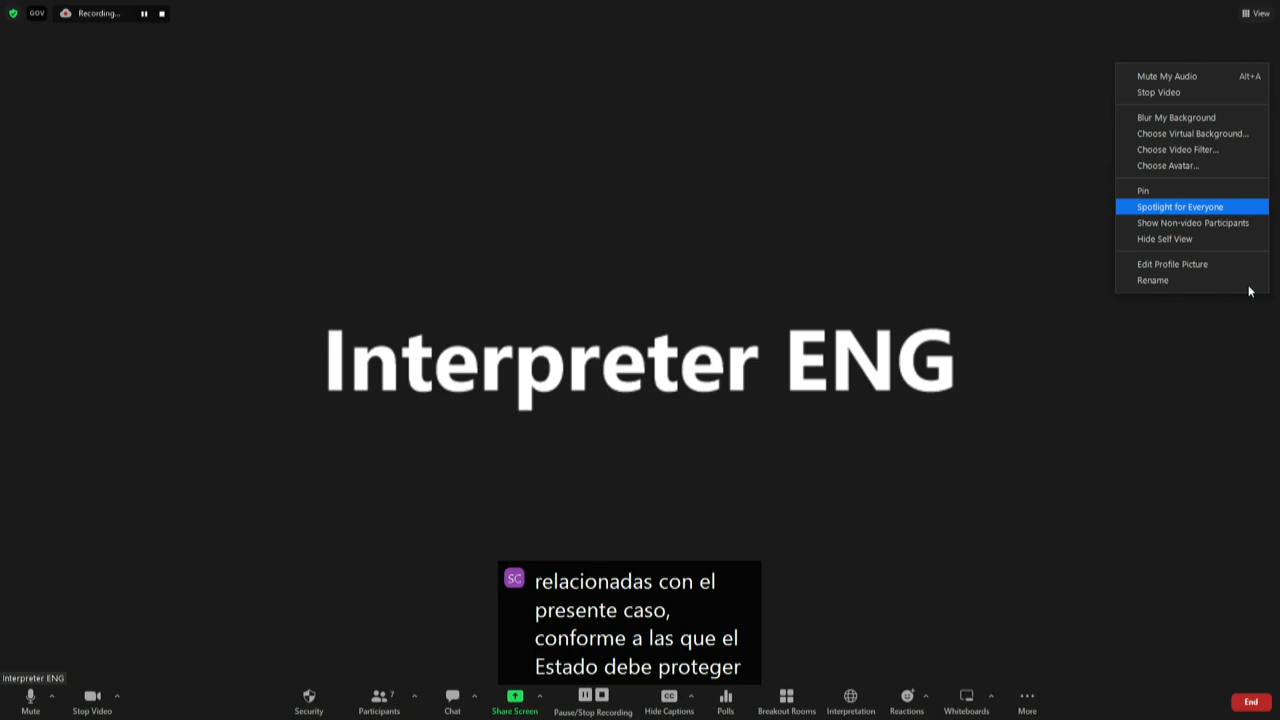 GOV
Recording...
View
Mute My Audio Alt+A
Stop Video
Blur My Background
Choose Virtual Background...
Choose Video Filter...
Choose Avatar...
Pin
Spotlight for Everyone
Show Non-video Participants
Hide Self View
Edit Profile Picture
Rename
Interpreter ENG
SC relacionadas con el
presente caso,
conforme a las que el
Estado debe proteger
Interpreter ENG
7
CC
Mute Stop Video Security Participants Chat Share Screen Pause/Stop Recording Hide Captions Polls Breakout Rooms Interpretation Reactions Whiteboards More End